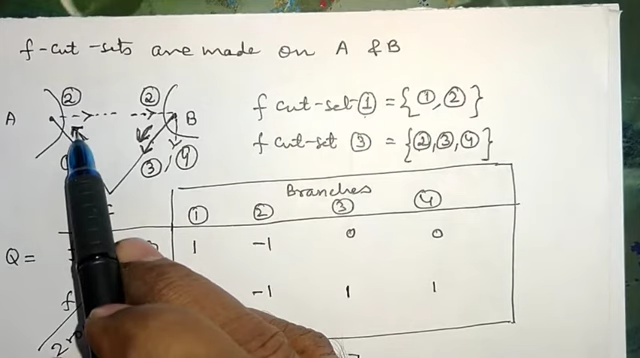 f-cut-sets are made on A & B
② ②
A B
f cut-set-① = {①,②}
③, ④
f cut-set ③ = {②,③,④}
Branches
① ② ③ ④
Q =
1 -1 0 0
f -1 1 1